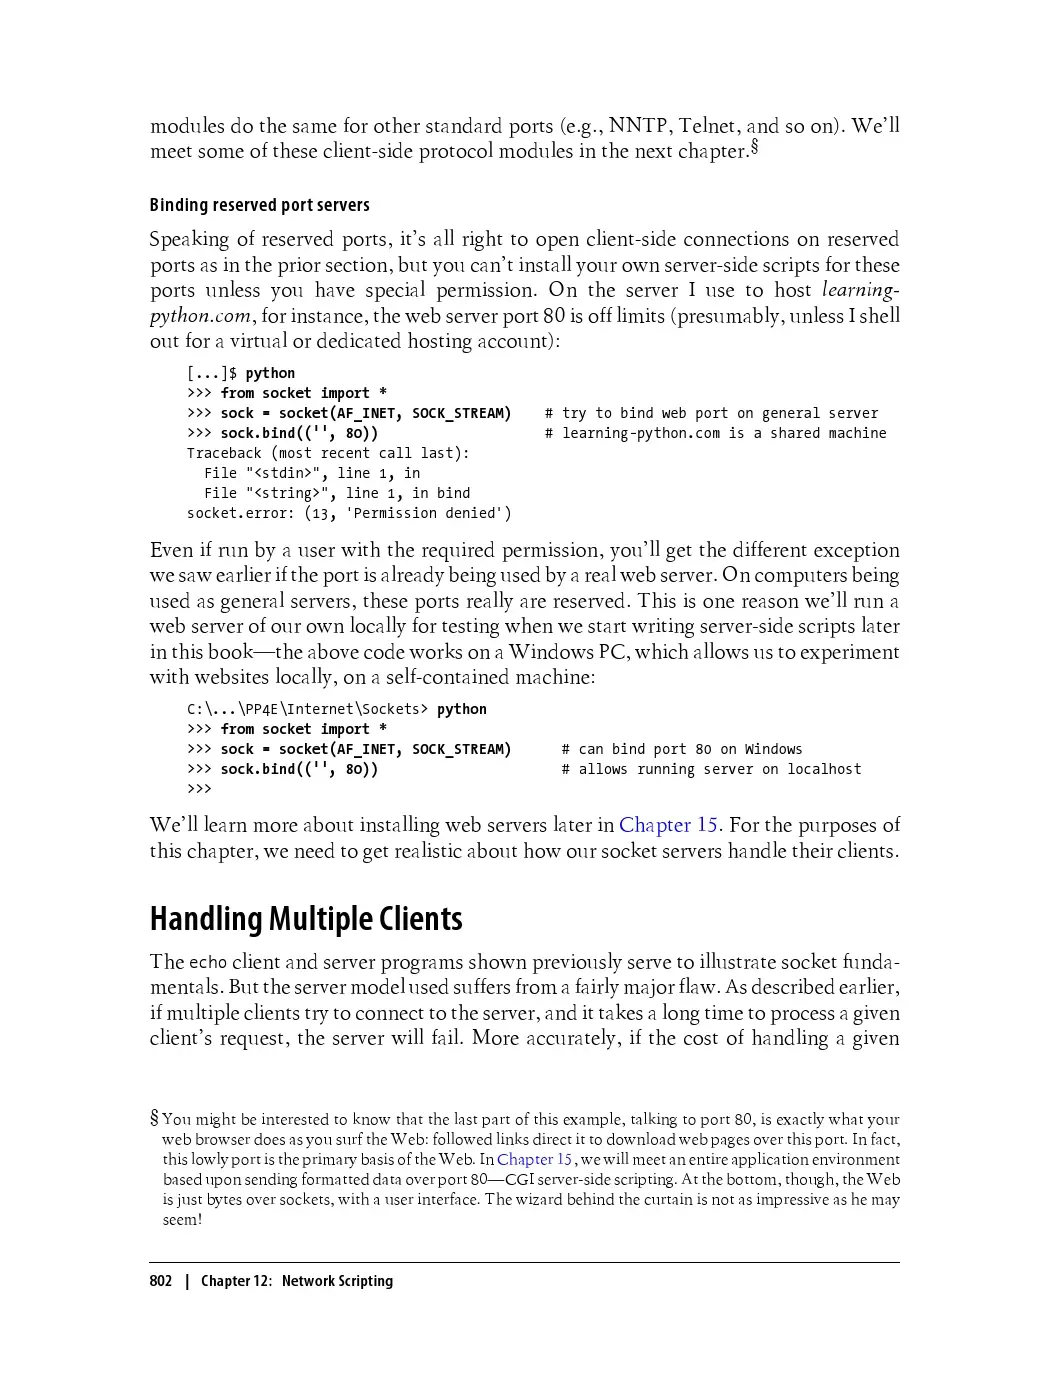 modules do the same for other standard ports (e.g., NNTP, Telnet, and so on). We’ll
meet some of these client-side protocol modules in the next chapter.§
Binding reserved port servers
Speaking of reserved ports, it’s all right to open client-side connections on reserved
ports as in the prior section, but you can’t install your own server-side scripts for these
ports unless you have special permission. On the server I use to host learning-
python.com, for instance, the web server port 80 is off limits (presumably, unless I shell
out for a virtual or dedicated hosting account):
[...]$ python
>>> from socket import *
>>> sock = socket(AF_INET, SOCK_STREAM)    # try to bind web port on general server
>>> sock.bind(('', 80))                    # learning-python.com is a shared machine
Traceback (most recent call last):
  File "<stdin>", line 1, in
  File "<string>", line 1, in bind
socket.error: (13, 'Permission denied')
Even if run by a user with the required permission, you’ll get the different exception
we saw earlier if the port is already being used by a real web server. On computers being
used as general servers, these ports really are reserved. This is one reason we’ll run a
web server of our own locally for testing when we start writing server-side scripts later
in this book—the above code works on a Windows PC, which allows us to experiment
with websites locally, on a self-contained machine:
C:\...\PP4E\Internet\Sockets> python
>>> from socket import *
>>> sock = socket(AF_INET, SOCK_STREAM)      # can bind port 80 on Windows
>>> sock.bind(('', 80))                      # allows running server on localhost
>>>
We’ll learn more about installing web servers later in Chapter 15. For the purposes of
this chapter, we need to get realistic about how our socket servers handle their clients.
Handling Multiple Clients
The echo client and server programs shown previously serve to illustrate socket funda-
mentals. But the server model used suffers from a fairly major flaw. As described earlier,
if multiple clients try to connect to the server, and it takes a long time to process a given
client’s request, the server will fail. More accurately, if the cost of handling a given
§ You might be interested to know that the last part of this example, talking to port 80, is exactly what your
web browser does as you surf the Web: followed links direct it to download web pages over this port. In fact,
this lowly port is the primary basis of the Web. In Chapter 15, we will meet an entire application environment
based upon sending formatted data over port 80—CGI server-side scripting. At the bottom, though, the Web
is just bytes over sockets, with a user interface. The wizard behind the curtain is not as impressive as he may
seem!
802 | Chapter 12: Network Scripting